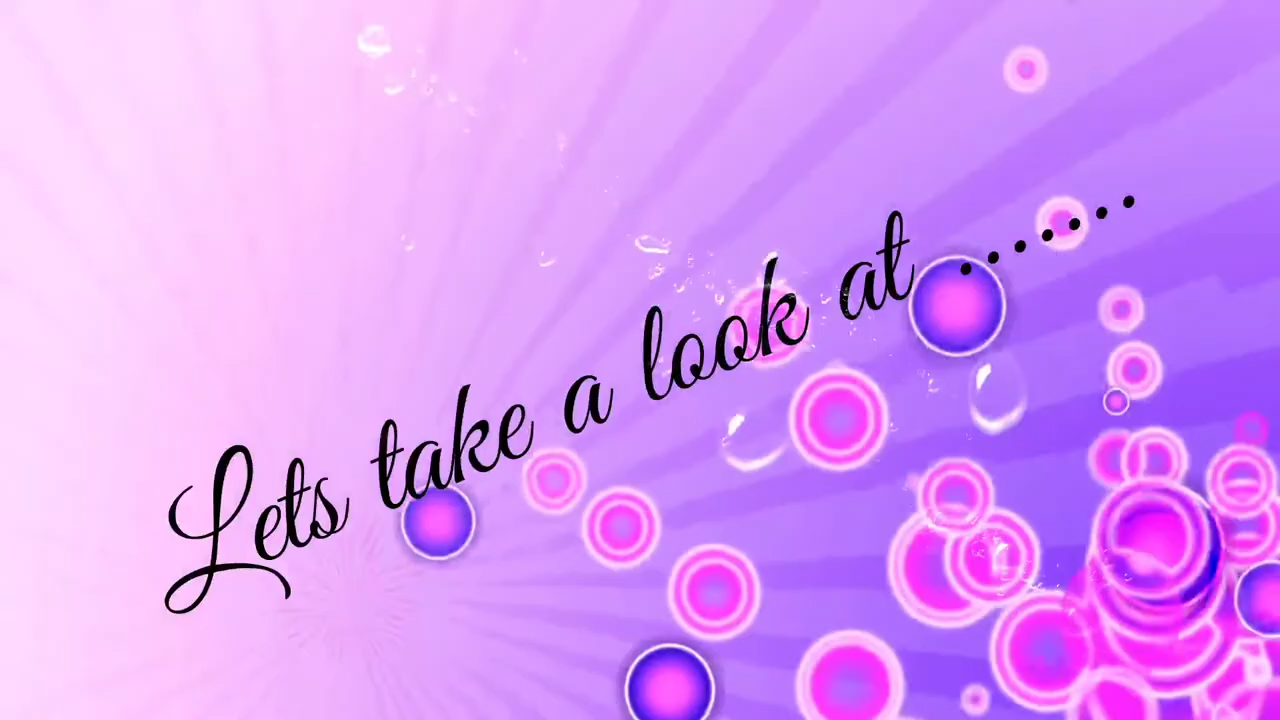 Lets take a look at .......